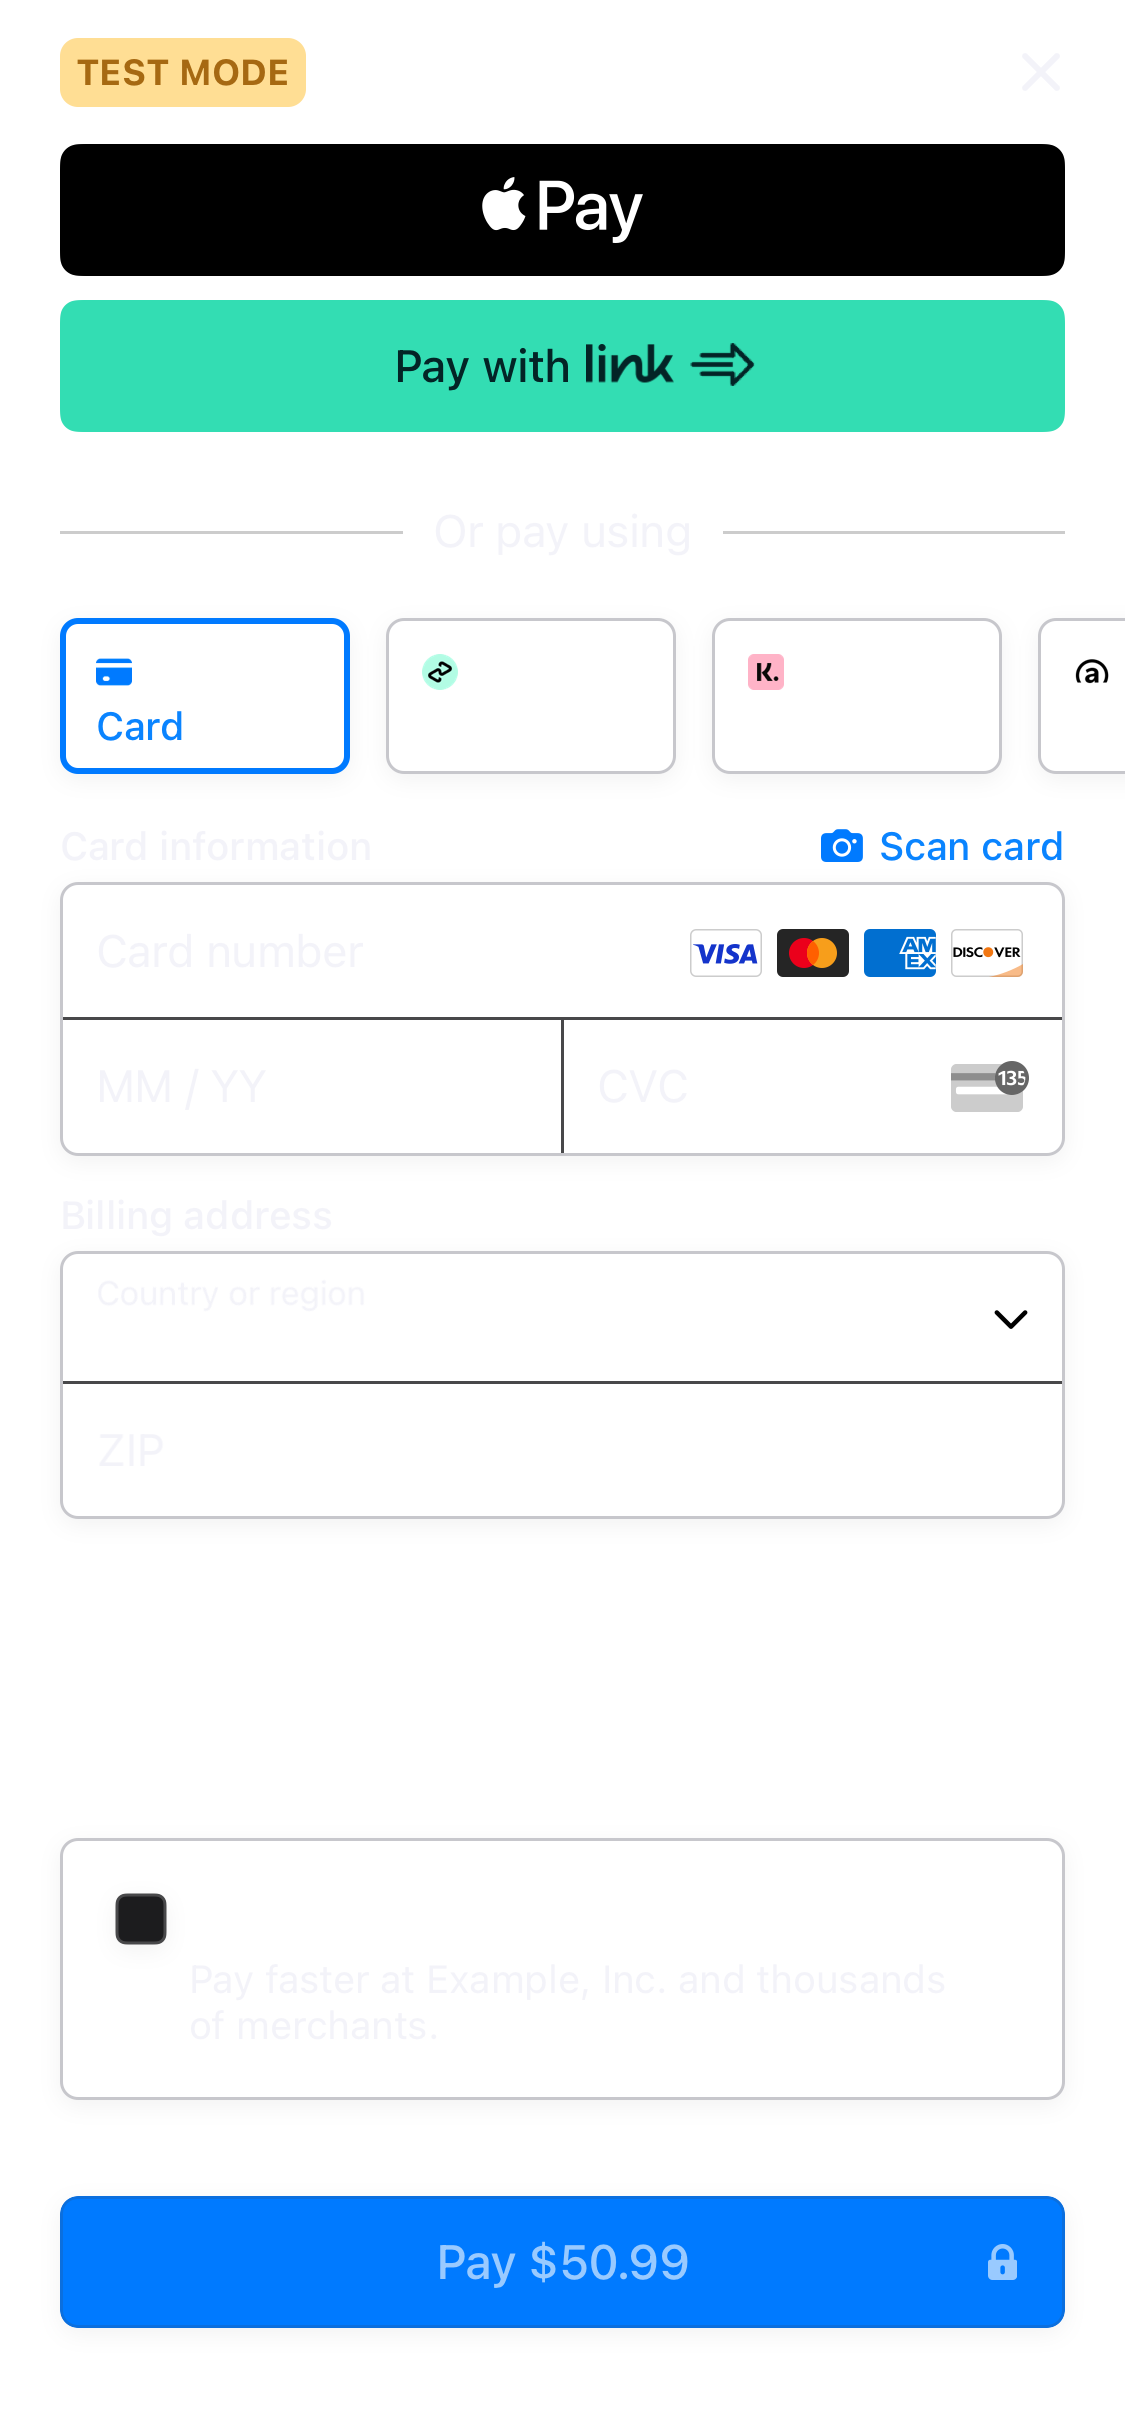 TEST MODE
Pay
Pay with link
Or pay using
Card
K.
a
Card information
Scan card
Card number
VISA
AM
EX
DISCOVER
MM / YY
CVC
135
Billing address
Country or region
ZIP
Pay faster at Example, Inc. and thousands
of merchants.
Pay $50.99